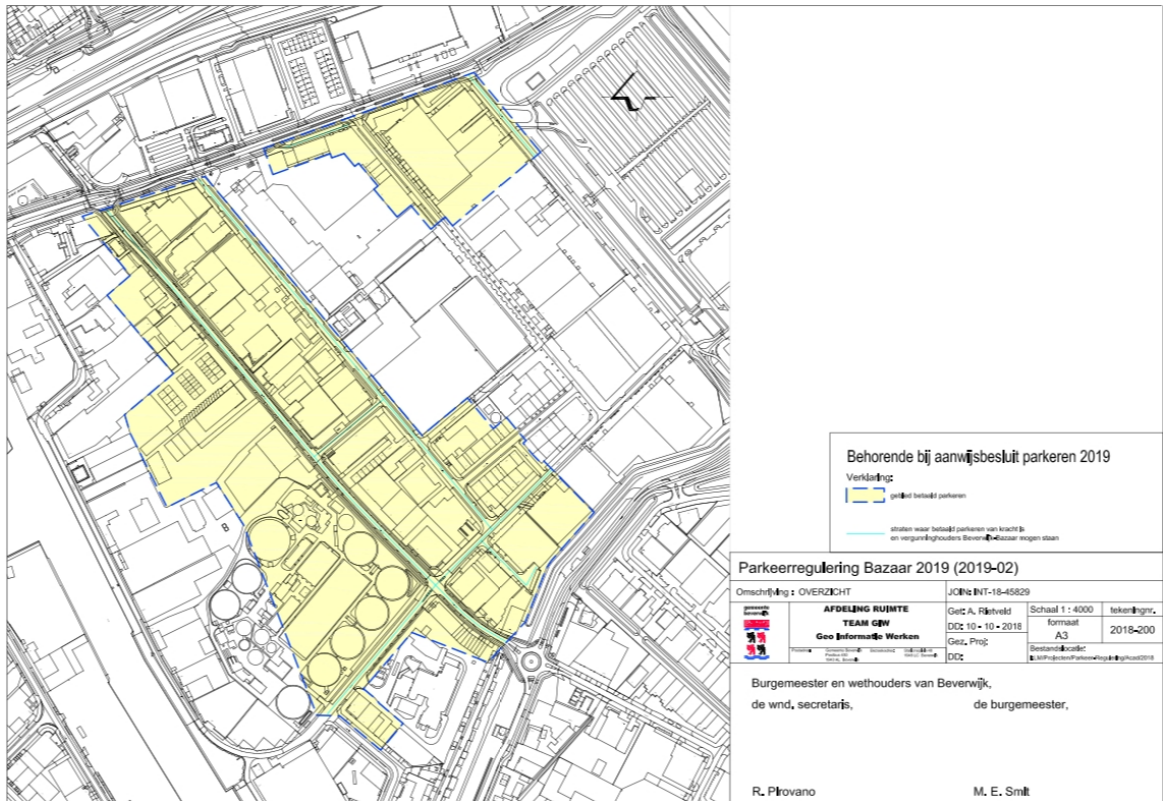 Behorende bij aanwijsbesluit parkeren 2019
Verklaring:
gebied betaald parkeren
straten waar betaald parkeren van kracht is
en vergunninghouders Beverwijk-Bazaar mogen staan
Parkeerregulering Bazaar 2019 (2019-02)
Omschrijving : OVERZICHT
JOIN: INT-18-45829
gemeente
beverwijk
AFDELING RUIMTE
TEAM GIW
Geo Informatie Werken
Get: A. Rietveld
DD: 10 - 10 - 2018
Gez. Proj:
DD:
Schaal 1 : 4000
formaat
A3
tekeningnr.
2018-200
Bestandslocatie:
Burgemeester en wethouders van Beverwijk,
de wnd. secretaris,
de burgemeester,
R. Pirovano
M. E. Smit